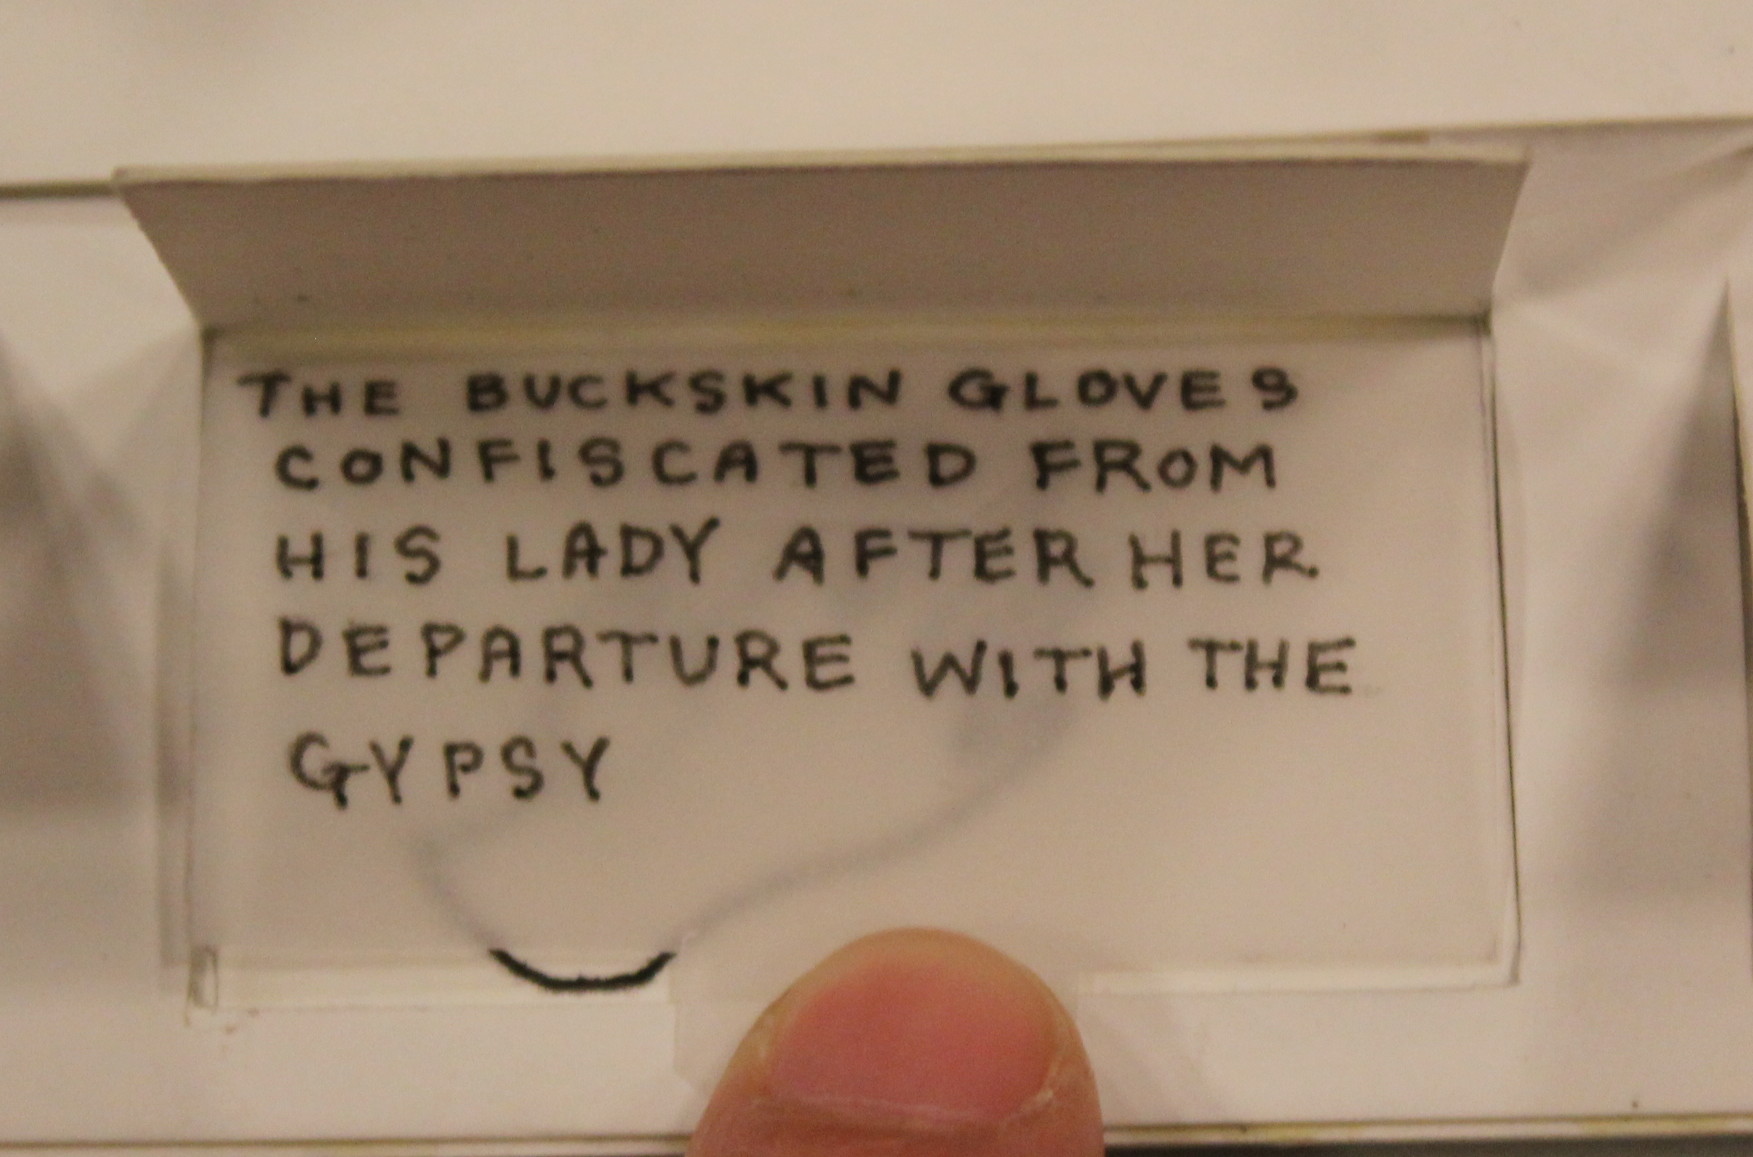 THE BUCKSKIN GLOVES
CONFISCATED FROM
HIS LADY AFTER HER
DEPARTURE WITH THE
GYPSY